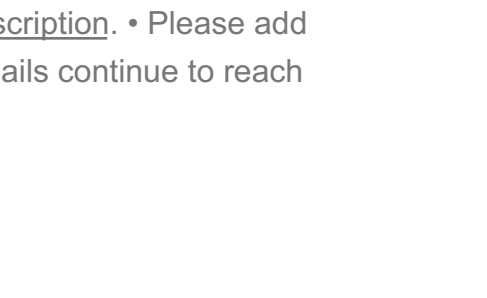 scription. • Please add
ails continue to reach